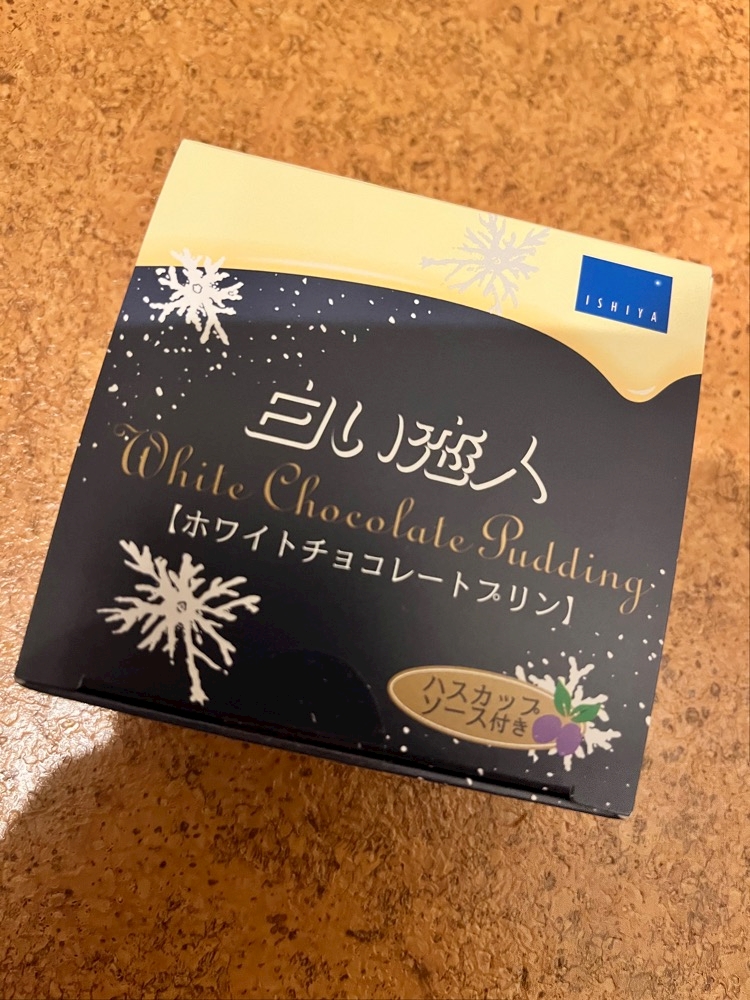 ISHIYA
白い恋人
White Chocolate Pudding
【ホワイトチョコレートプリン】
ハスカップ
ソース付き